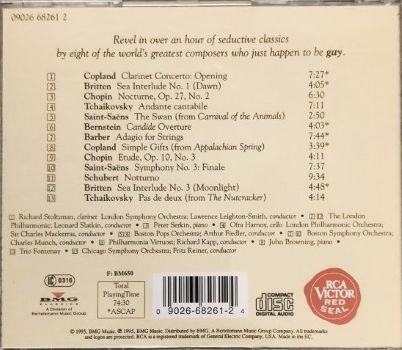 09026 68261 2
Revel in over an hour of seductive classics
by eight of the world's greatest composers who just happen to be gay.
1 Copland Clarinet Concerto: Opening 7:27*
2 Britten Sea Interlude No. 1 (Dawn) 4:05*
3 Chopin Nocturne, Op. 27, No. 2 6:30
4 Tchaikovsky Andante cantabile 7:11
5 Saint-Saëns The Swan (from Carnival of the Animals) 2:50
6 Bernstein Candide Overture 4:03*
7 Barber Adagio for Strings 7:44*
8 Copland Simple Gifts (from Appalachian Spring) 3:39*
9 Chopin Etude, Op. 10, No. 3 4:11
10 Saint-Saëns Symphony No. 3: Finale 7:37
11 Schubert Notturno 9:34
12 Britten Sea Interlude No. 3 (Moonlight) 4:48*
13 Tchaikovsky Pas de deux (from The Nutcracker) 4:14
Richard Stoltzman, clarinet London Symphony Orchestra; Lawrence Leighton-Smith, conductor • The London
Philharmonic; Leonard Slatkin, conductor • Peter Serkin, piano • Ofra Harnoy, cello London Philharmonic Orchestra;
Sir Charles Mackerras, conductor • Boston Pops Orchestra; Arthur Fiedler, conductor • Boston Symphony Orchestra;
Charles Munch, conductor • Philharmonia Virtuosi; Richard Kapp, conductor • John Browning, piano •
Trio Fontenay • Chicago Symphony Orchestra; Fritz Reiner, conductor
0316
BMG
CLASSICS
A Division of
Bertelsmann Music Group
F: BM650
Total
Playing Time
74:30
*ASCAP
0 09026-68261-2 4
COMPACT
disc
DIGITAL AUDIO
RCA
VICTOR
RED
SEAL
© 1995, BMG Music. ℗ 1995, BMG Music. Manufactured and Distributed by BMG. A Bertelsmann Music Group Company. All trademarks
and logos are protected. RCA is a registered trademark of General Electric Company, USA. Made in